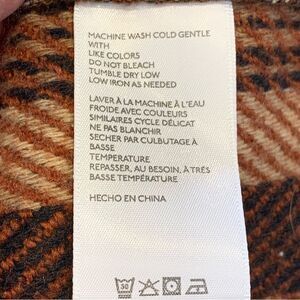 MACHINE WASH COLD GENTLE
WITH
LIKE COLORS
DO NOT BLEACH
TUMBLE DRY LOW
LOW IRON AS NEEDED
LAVER À LA MACHINE À L'EAU
FROIDE AVEC COULEURS
SIMILAIRES CYCLE DÉLICAT
NE PAS BLANCHIR
SECHER PAR CULBUTAGE À
BASSE
TEMPERATURE
REPASSER, AU BESOIN, À TRÉS
BASSE TEMPÉRATURE
HECHO EN CHINA
30